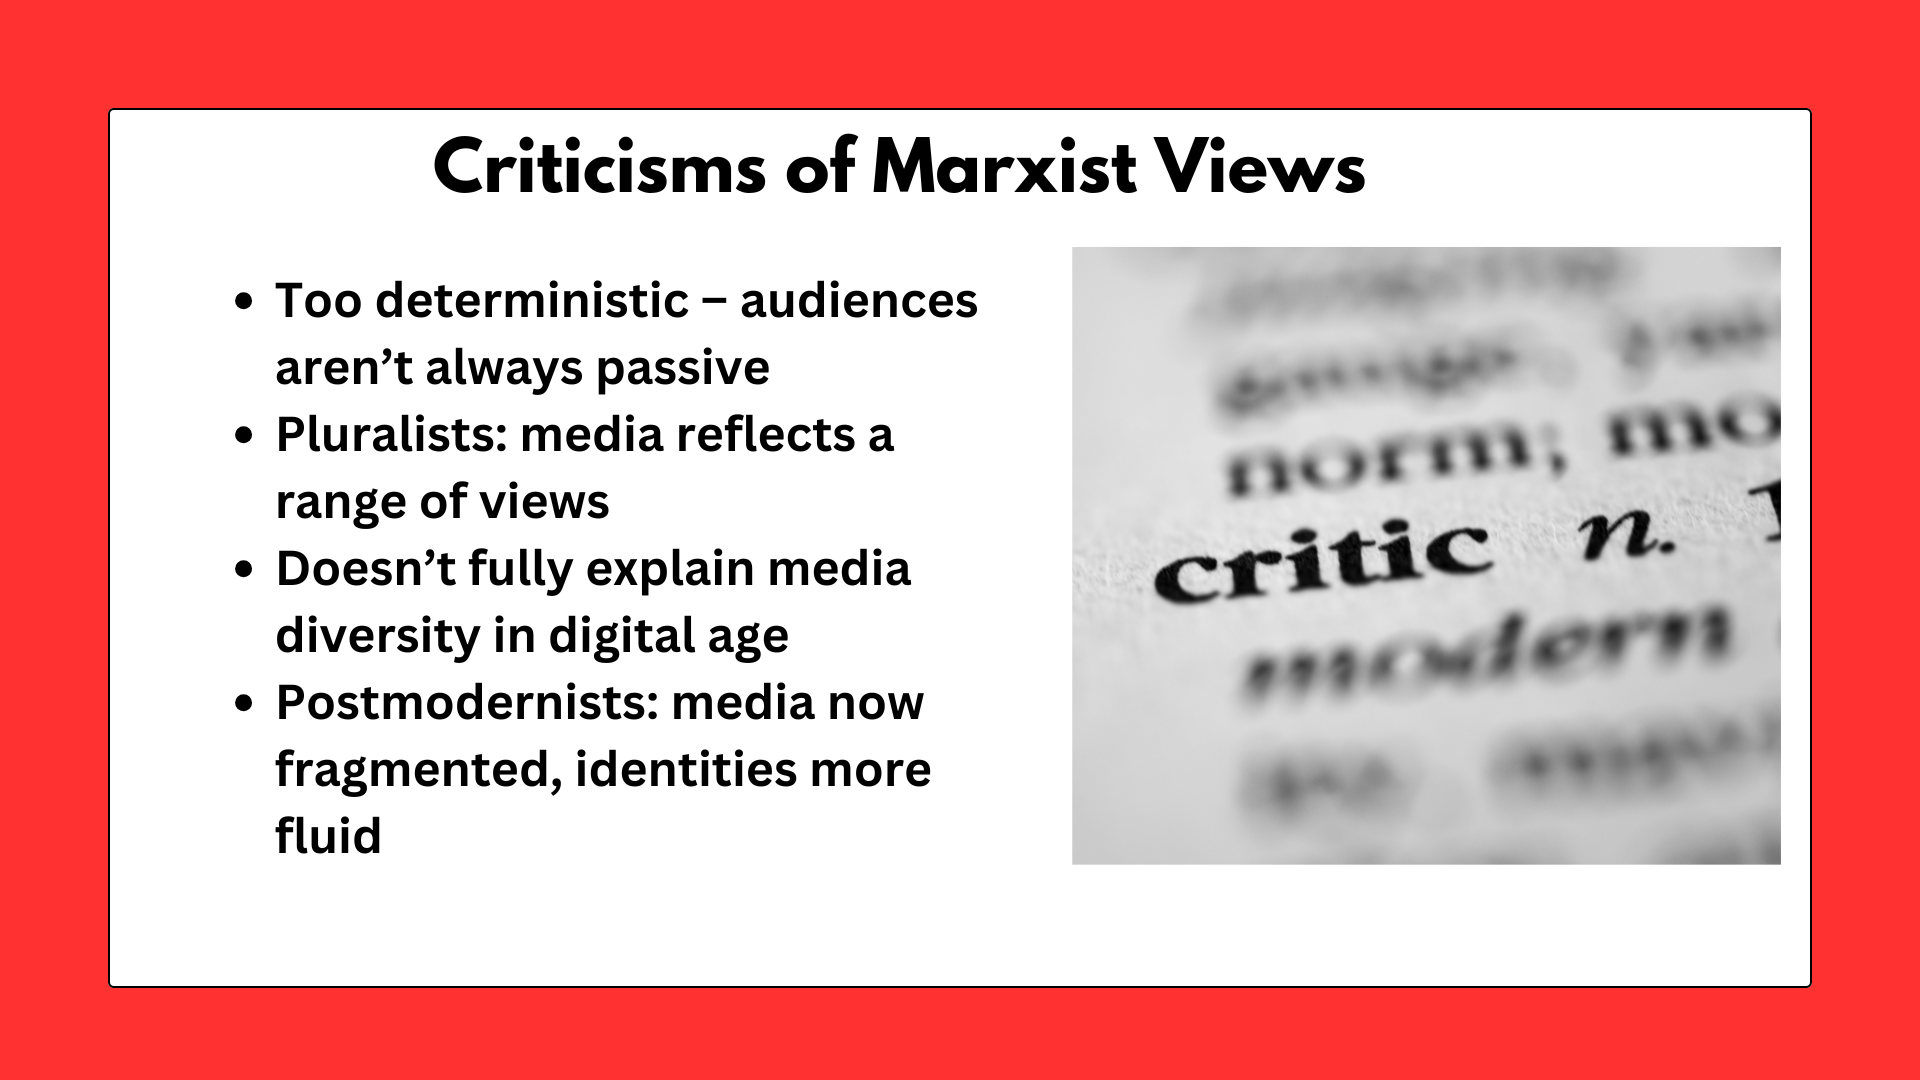 Criticisms of Marxist Views
• Too deterministic – audiences
aren’t always passive
• Pluralists: media reflects a
range of views
• Doesn’t fully explain media
diversity in digital age
• Postmodernists: media now
fragmented, identities more
fluid
norm; mo
critic n.
modern